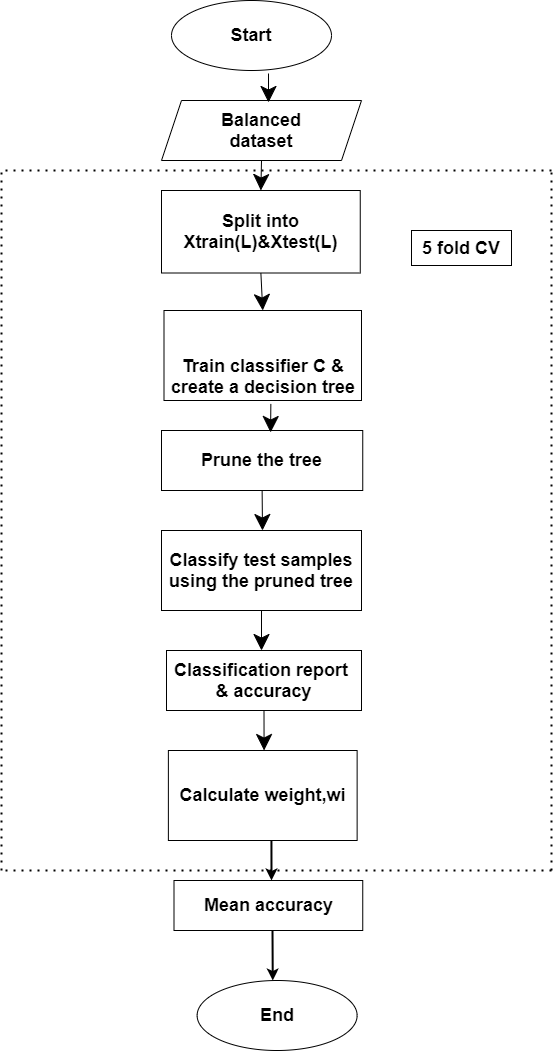 Start
Balanced
dataset
Split into
Xtrain(L)&Xtest(L)
5 fold CV
Train classifier C &
create a decision tree
Prune the tree
Classify test samples
using the pruned tree
Classification report
& accuracy
Calculate weight,wi
Mean accuracy
End